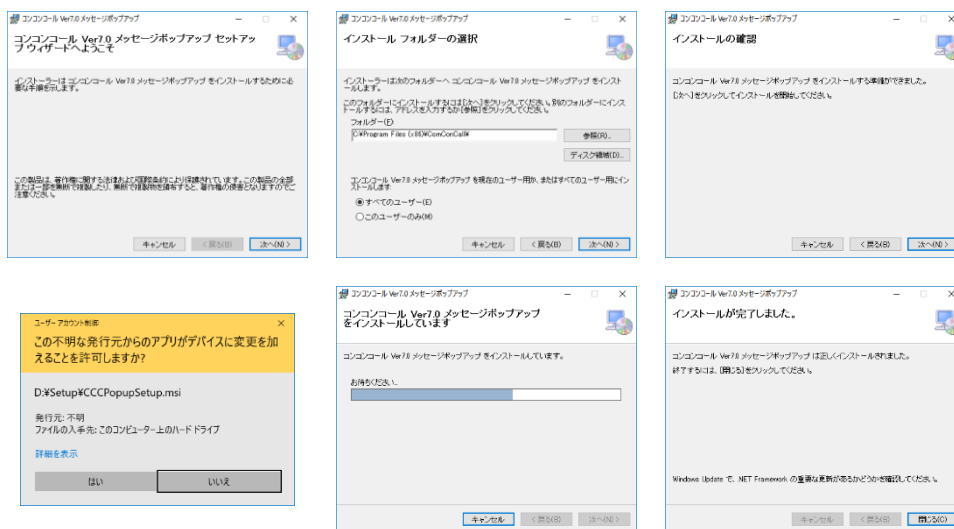 コンコンコール Ver7.0 メッセージポップアップ
コンコンコール Ver7.0 メッセージポップアップ セットアッ
プ ウィザードへようこそ
インストーラーは コンコンコール Ver7.0 メッセージポップアップ をインストールするために必
要な手順を示します。
この製品は、著作権に関する法律および国際条約により保護されています。この製品の全部
または一部を無断で複製したり、無断で複製物を頒布すると、著作権の侵害となりますのでご
注意ください。
キャンセル
< 戻る(B)
次へ(N) >
コンコンコール Ver7.0 メッセージポップアップ
インストール フォルダーの選択
インストーラーは次のフォルダーへ コンコンコール Ver7.0 メッセージポップアップ をインスト
ールします。
このフォルダーにインストールするには[次へ]をクリックしてください。別のフォルダーにインス
トールするには、アドレスを入力するか[参照]をクリックしてください。
フォルダー(F):
C:¥Program Files (x86)¥ComConCall¥
参照(R)...
ディスク領域(D)...
コンコンコール Ver7.0 メッセージポップアップ を現在のユーザー用か、またはすべてのユーザー用にイン
ストールします:
すべてのユーザー(E)
このユーザーのみ(M)
キャンセル
< 戻る(B)
次へ(N) >
コンコンコール Ver7.0 メッセージポップアップ
インストールの確認
コンコンコール Ver7.0 メッセージポップアップ をインストールする準備ができました。
[次へ]をクリックしてインストールを開始してください。
キャンセル
< 戻る(B)
次へ(N) >
ユーザー アカウント制御
この不明な発行元からのアプリがデバイスに変更を加
えることを許可しますか?
D:¥Setup¥CCCPopupSetup.msi
発行元: 不明
ファイルの入手先: このコンピューター上のハード ドライブ
詳細を表示
はい
いいえ
コンコンコール Ver7.0 メッセージポップアップ
コンコンコール Ver7.0 メッセージポップアップ
をインストールしています
コンコンコール Ver7.0 メッセージポップアップ をインストールしています。
お待ちください...
キャンセル
< 戻る(B)
次へ(N) >
コンコンコール Ver7.0 メッセージポップアップ
インストールが完了しました。
コンコンコール Ver7.0 メッセージポップアップ は正しくインストールされました。
終了するには、[閉じる]をクリックしてください。
Windows Update で、.NET Framework の重要な更新があるかどうかを確認してください。
キャンセル
< 戻る(B)
閉じる(C)